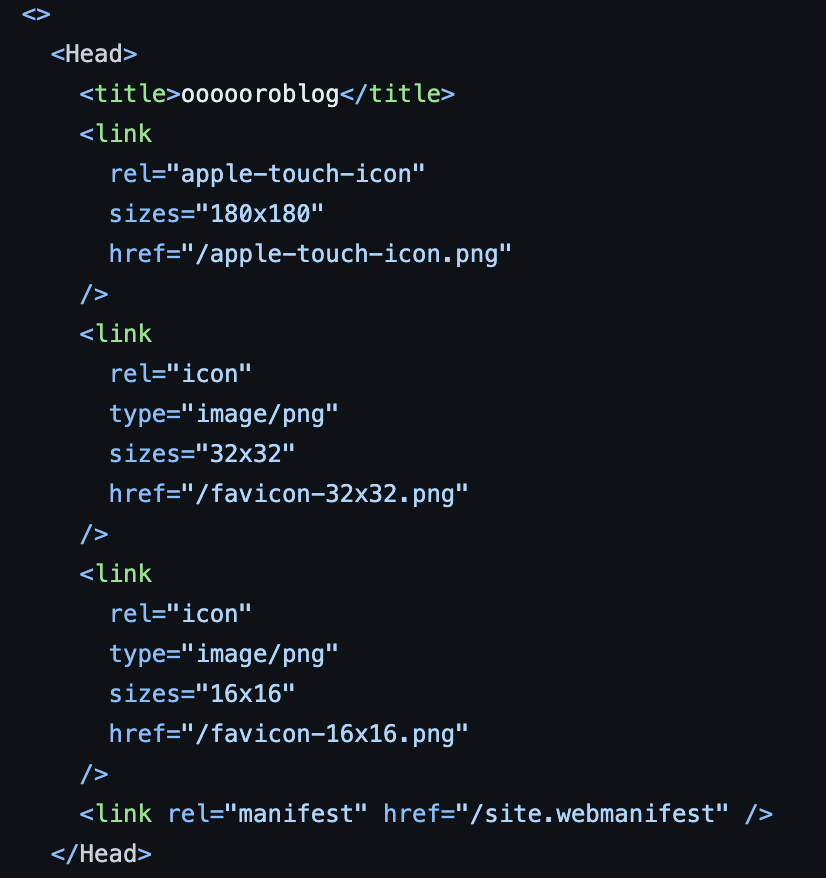 <>
<Head>
<title>oooooroblog</title>
<link
rel="apple-touch-icon"
sizes="180x180"
href="/apple-touch-icon.png"
/>
<link
rel="icon"
type="image/png"
sizes="32x32"
href="/favicon-32x32.png"
/>
<link
rel="icon"
type="image/png"
sizes="16x16"
href="/favicon-16x16.png"
/>
<link rel="manifest" href="/site.webmanifest" />
</Head>